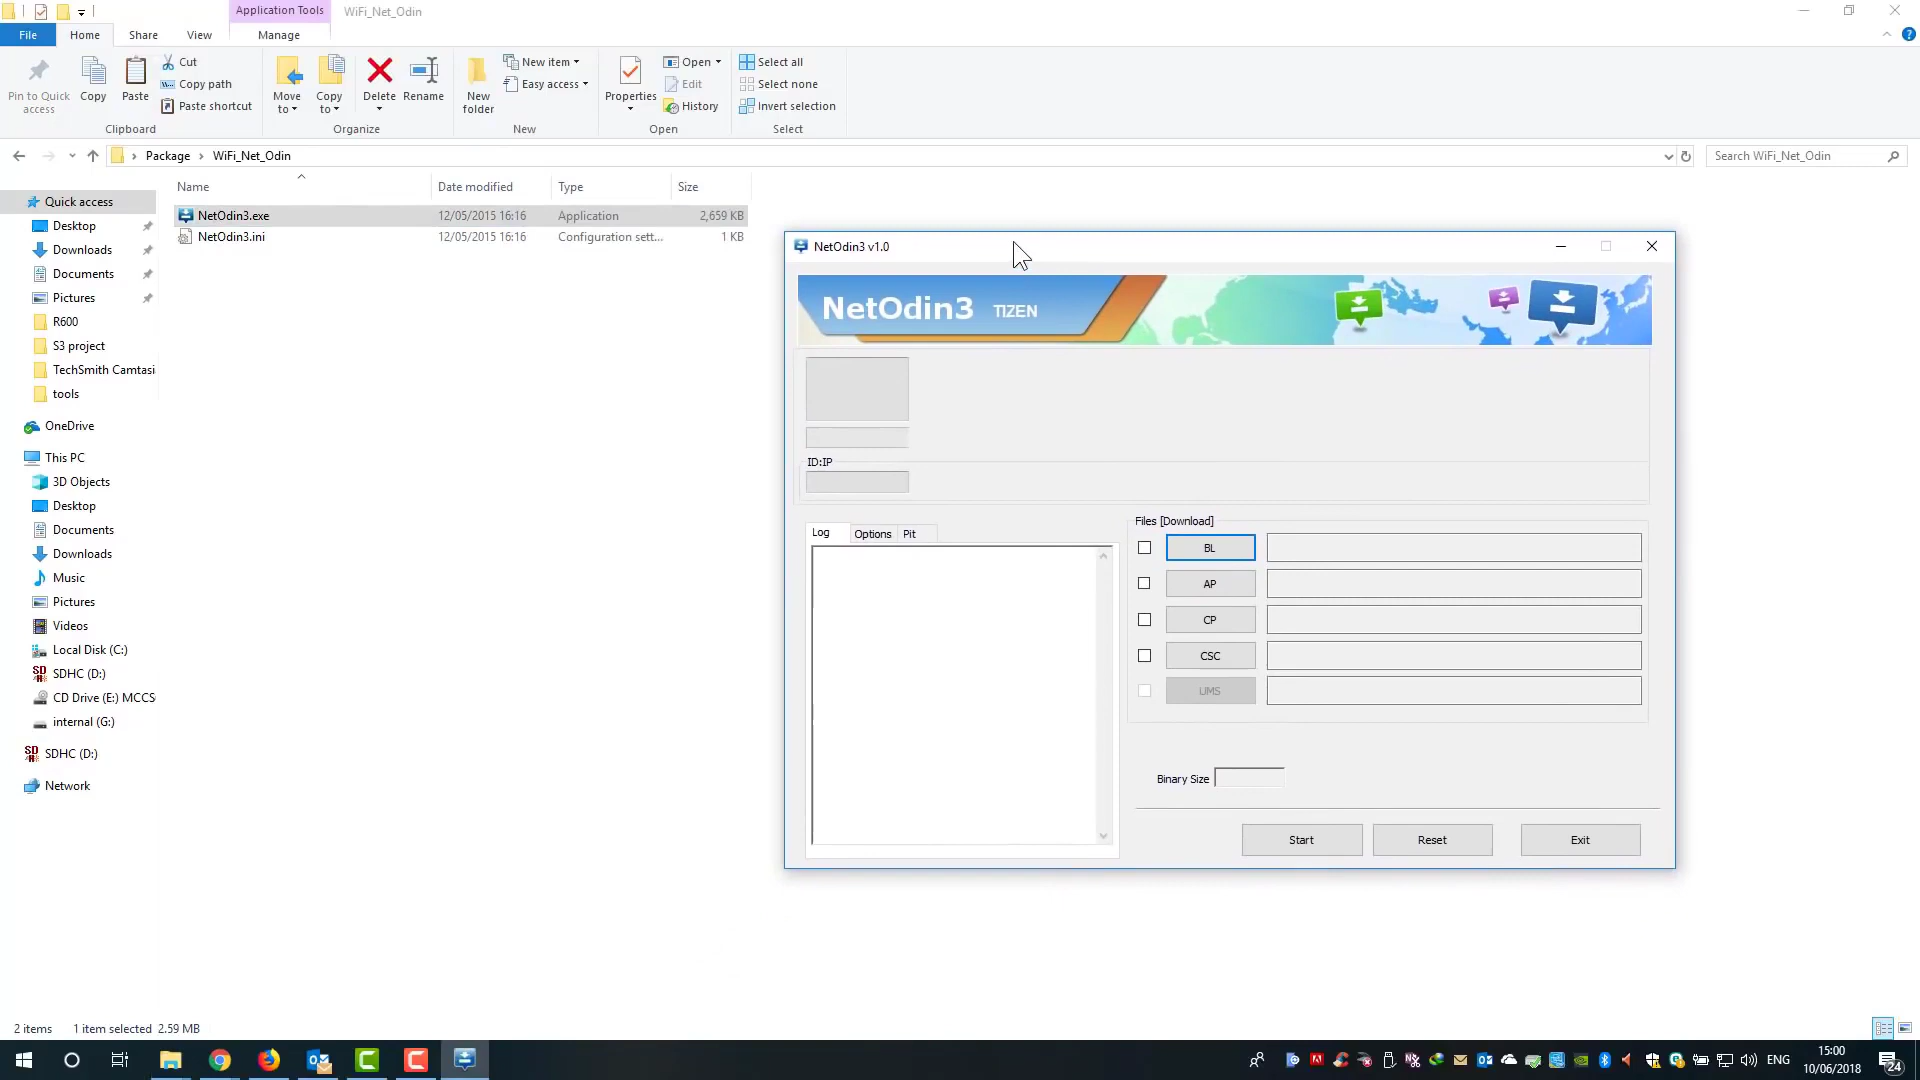 Application Tools
WiFi_Net_Odin
File
Home
Share
View
Manage
Pin to Quick access
Copy
Paste
Cut
Copy path
Paste shortcut
Clipboard
Move to
Copy to
Delete
Rename
Organize
New folder
New item
Easy access
New
Properties
Open
Edit
History
Open
Select all
Select none
Invert selection
Select
Package
WiFi_Net_Odin
Search WiFi_Net_Odin
Name
Date modified
Type
Size
NetOdin3.exe
12/05/2015 16:16
Application
2,659 KB
NetOdin3.ini
12/05/2015 16:16
Configuration sett...
1 KB
Quick access
Desktop
Downloads
Documents
Pictures
R600
S3 project
TechSmith Camtasi
tools
OneDrive
This PC
3D Objects
Desktop
Documents
Downloads
Music
Pictures
Videos
Local Disk (C:)
SDHC (D:)
CD Drive (E:) MCCS
internal (G:)
SDHC (D:)
Network
NetOdin3 v1.0
NetOdin3 TIZEN
ID:IP
Log
Options
Pit
Files [Download]
BL
AP
CP
CSC
UMS
Binary Size
Start
Reset
Exit
2 items
1 item selected 2.59 MB
ENG
15:00
10/06/2018
24